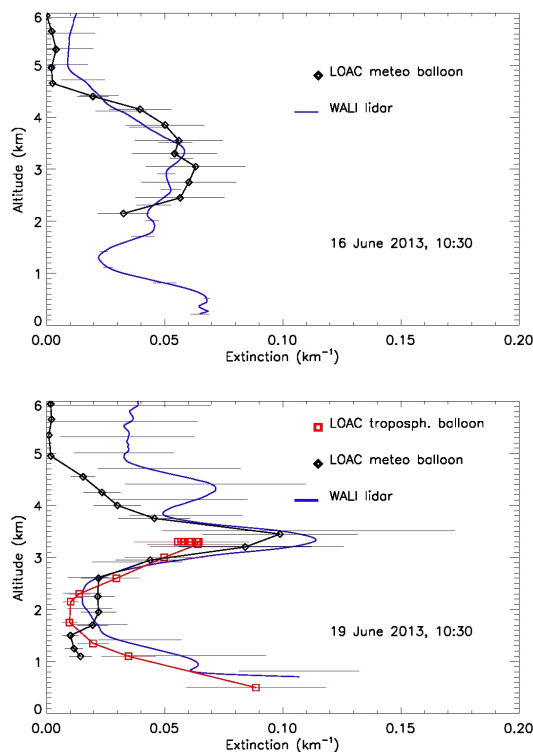 6
5
4
3
2
1
0
Altitude (km)
LOAC meteo balloon
WALI lidar
16 June 2013, 10:30
0.00 0.05 0.10 0.15 0.20
Extinction (km⁻¹)
6
5
4
3
2
1
0
Altitude (km)
LOAC troposph. balloon
LOAC meteo balloon
WALI lidar
19 June 2013, 10:30
0.00 0.05 0.10 0.15 0.20
Extinction (km⁻¹)